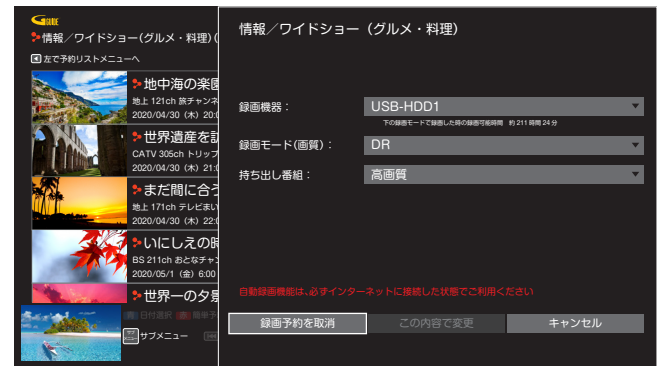 G GUIDE
情報／ワイドショー(グルメ・料理)(
左で予約リストメニューへ
地中海の楽園
地上 121ch 旅チャンネ
2020/04/30 (木) 20:0
世界遺産を訪
CATV 305ch トリップ
2020/04/30 (木) 21:0
まだ間に合う
地上 171ch テレビまい
2020/04/30 (木) 22:0
いにしえの時
BS 211ch おとなチャン
2020/05/1 (金) 6:00
世界一の夕景
青 日付選択 赤 簡単予
サブメニュー
情報／ワイドショー（グルメ・料理）
録画機器：
USB-HDD1
下の録画モードで録画した時の録画可能時間 約 211 時間 24 分
録画モード(画質)：
DR
持ち出し番組：
高画質
自動録画機能は、必ずインターネットに接続した状態でご利用ください
録画予約を取消
この内容で変更
キャンセル